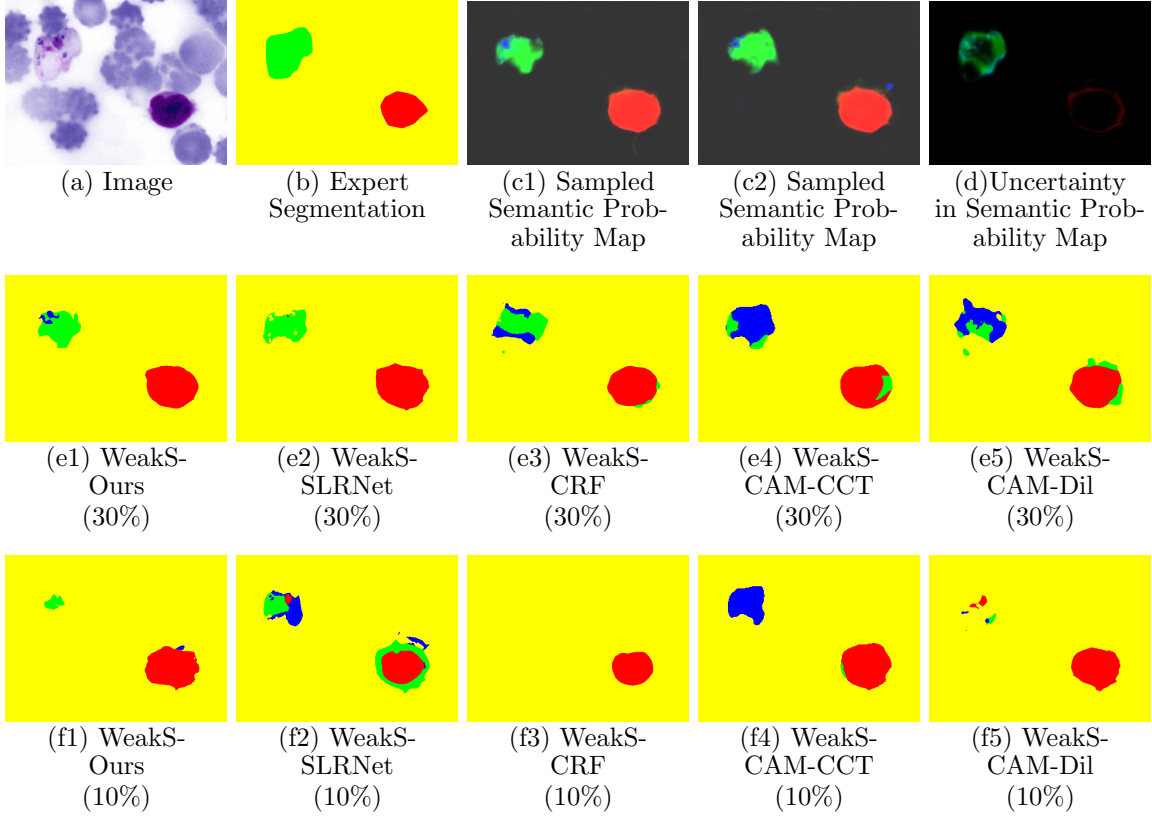 (a) Image
(b) Expert
Segmentation
(c1) Sampled
Semantic Prob-
ability Map
(c2) Sampled
Semantic Prob-
ability Map
(d)Uncertainty
in Semantic Prob-
ability Map
(e1) WeakS-
Ours
(30%)
(e2) WeakS-
SLRNet
(30%)
(e3) WeakS-
CRF
(30%)
(e4) WeakS-
CAM-CCT
(30%)
(e5) WeakS-
CAM-Dil
(30%)
(f1) WeakS-
Ours
(10%)
(f2) WeakS-
SLRNet
(10%)
(f3) WeakS-
CRF
(10%)
(f4) WeakS-
CAM-CCT
(10%)
(f5) WeakS-
CAM-Dil
(10%)